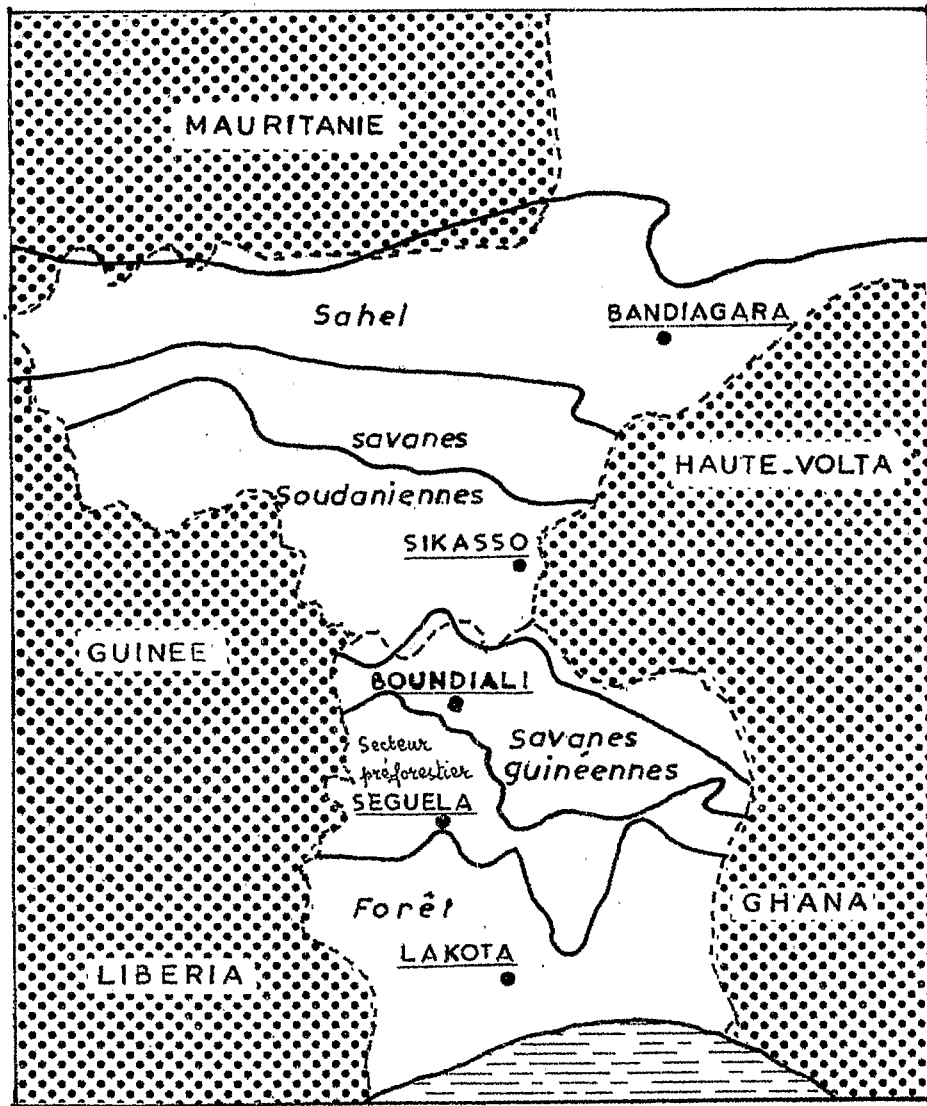 MAURITANIE
Sahel
BANDIAGARA
savanes
HAUTE-VOLTA
Soudaniennes
SIKASSO
GUINEE
BOUNDIALI
Secteur
préforestier
Savanes
guinéennes
SEGUELA
Forêt
GHANA
LAKOTA
LIBERIA